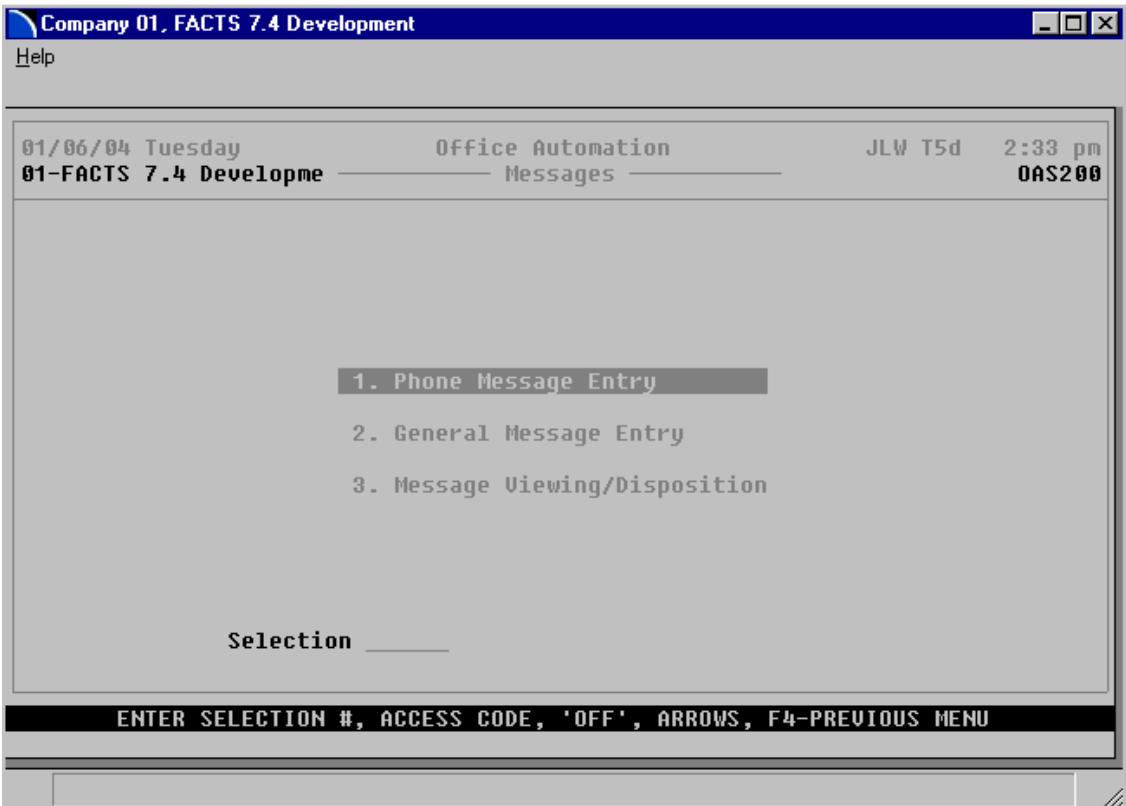 Company 01, FACTS 7.4 Development
Help
01/06/04 Tuesday Office Automation JLW T5d 2:33 pm
01-FACTS 7.4 Developme Messages OAS200
1. Phone Message Entry
2. General Message Entry
3. Message Viewing/Disposition
Selection ______
ENTER SELECTION #, ACCESS CODE, 'OFF', ARROWS, F4-PREVIOUS MENU